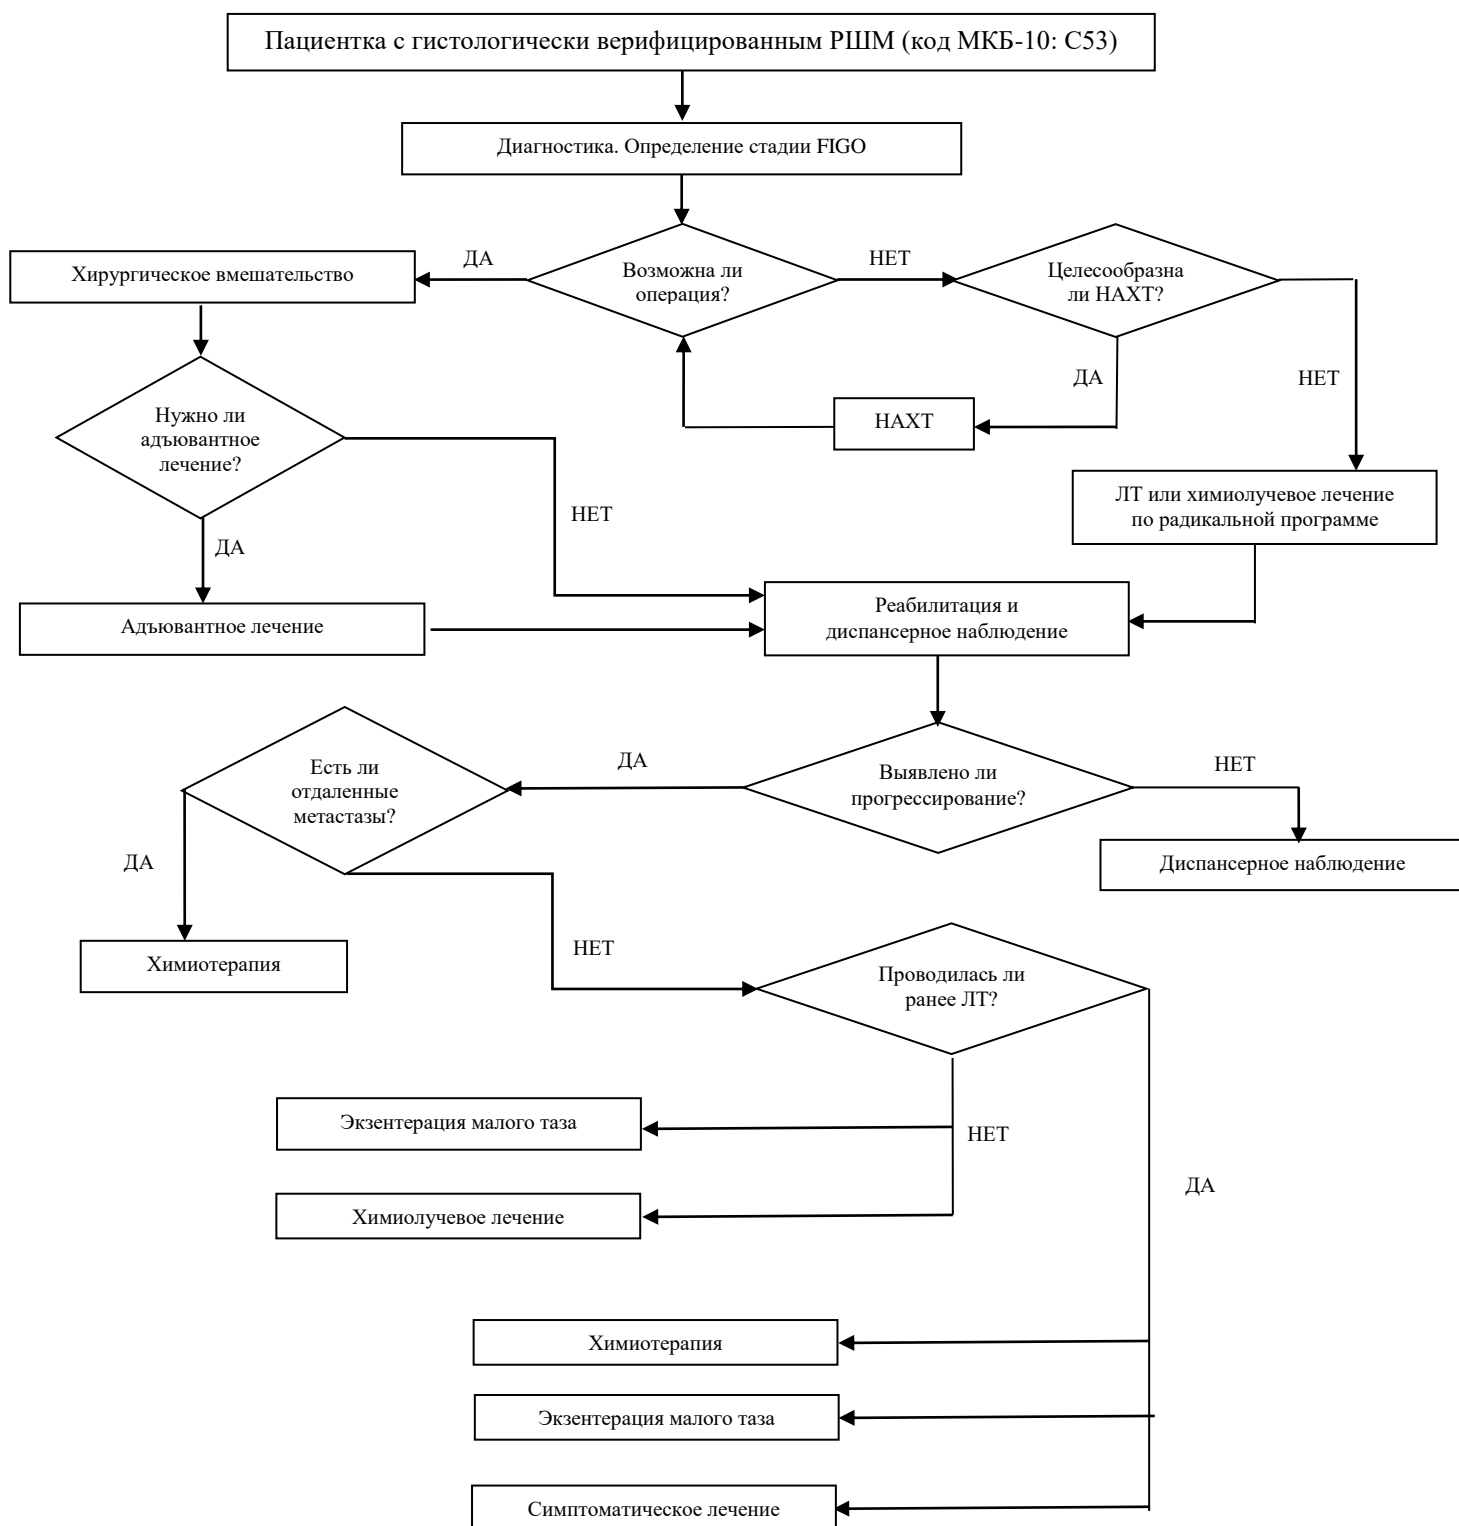 Пациентка с гистологически верифицированным РШМ (код МКБ-10: C53)
Диагностика. Определение стадии FIGO
ДА
НЕТ
Хирургическое вмешательство
Возможна ли
операция?
Целесообразна
ли НАХТ?
ДА
НЕТ
НАХТ
Нужно ли
адъювантное
лечение?
ЛТ или химиолучевое лечение
по радикальной программе
НЕТ
ДА
Адъювантное лечение
Реабилитация и
диспансерное наблюдение
ДА
НЕТ
Есть ли
отдаленные
метастазы?
Выявлено ли
прогрессирование?
ДА
Диспансерное наблюдение
НЕТ
Химиотерапия
Проводилась ли
ранее ЛТ?
Экзентерация малого таза
НЕТ
ДА
Химиолучевое лечение
Химиотерапия
Экзентерация малого таза
Симптоматическое лечение